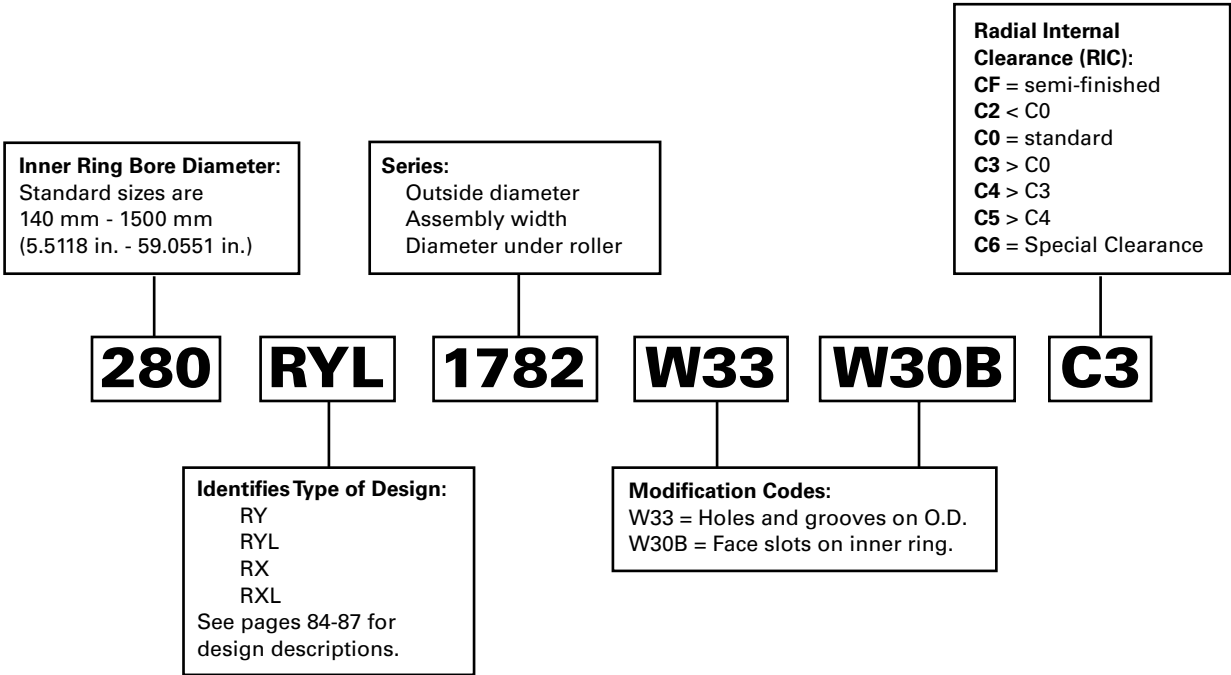 Radial Internal
Clearance (RIC):
CF = semi-finished
C2 < C0
C0 = standard
C3 > C0
C4 > C3
C5 > C4
C6 = Special Clearance
Inner Ring Bore Diameter:
Standard sizes are
140 mm - 1500 mm
(5.5118 in. - 59.0551 in.)
Series:
Outside diameter
Assembly width
Diameter under roller
280 RYL 1782 W33 W30B C3
Identifies Type of Design:
RY
RYL
RX
RXL
See pages 84-87 for
design descriptions.
Modification Codes:
W33 = Holes and grooves on O.D.
W30B = Face slots on inner ring.